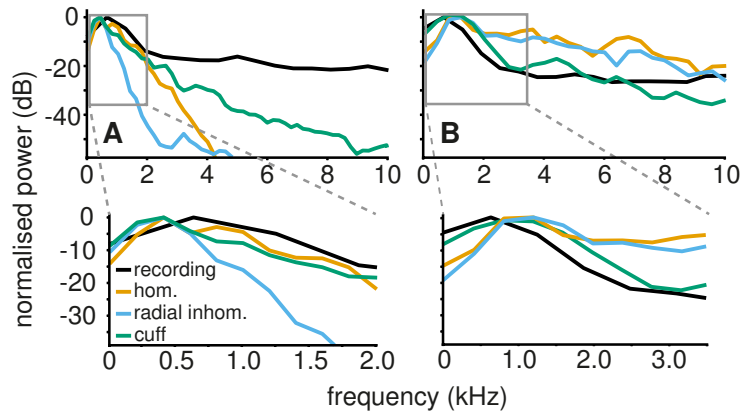 normalised power (dB)
0
-20
-40
A
0 2 4 6 8 10
B
0 2 4 6 8 10
0
-10
-20
-30
recording
hom.
radial inhom.
cuff
0.0 0.5 1.0 1.5 2.0
0.0 1.0 2.0 3.0
frequency (kHz)